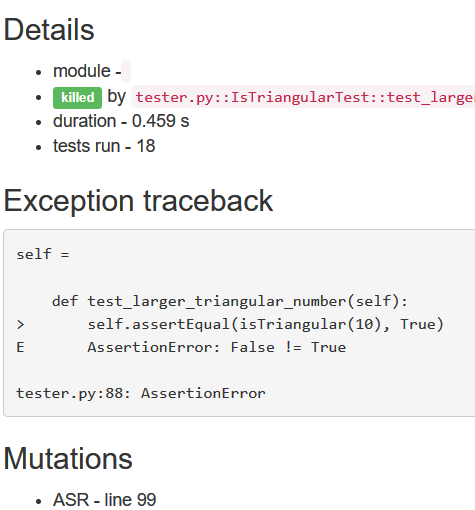 Details
module -
killed by tester.py::IsTriangularTest::test_large
duration - 0.459 s
tests run - 18
Exception traceback
self =
def test_larger_triangular_number(self):
> self.assertEqual(isTriangular(10), True)
E AssertionError: False != True
tester.py:88: AssertionError
Mutations
ASR - line 99